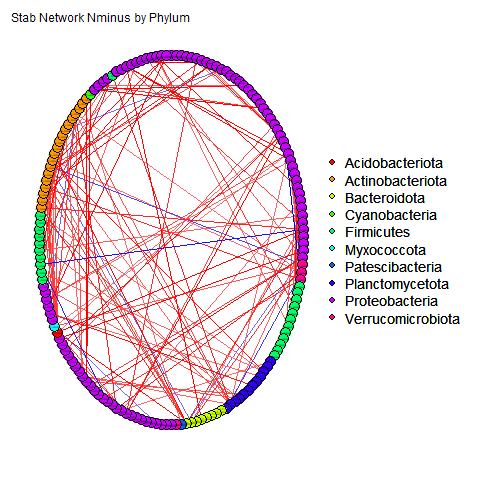 Stab Network Nminus by Phylum
Acidobacteriota
Actinobacteriota
Bacteroidota
Cyanobacteria
Firmicutes
Myxococcota
Patescibacteria
Planctomycetota
Proteobacteria
Verrucomicrobiota